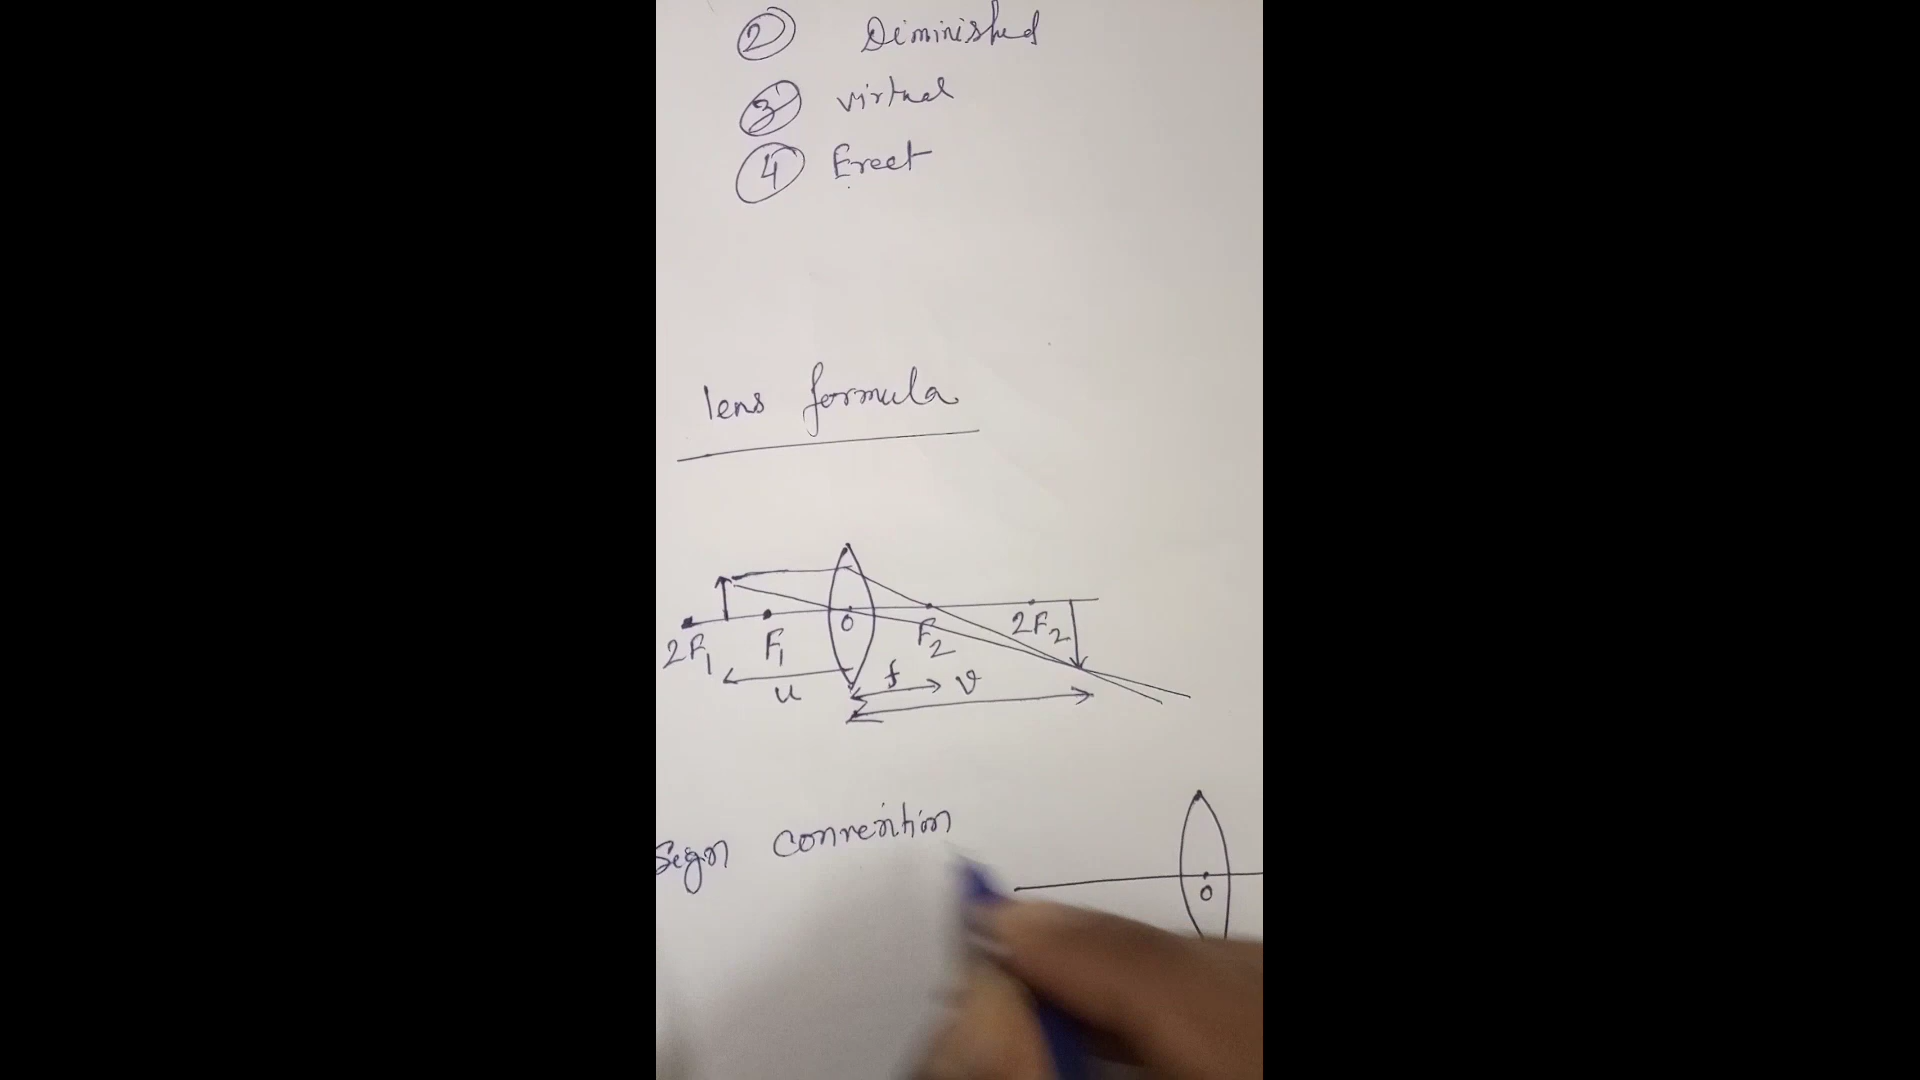 2 Diminished
3 virtual
4 Erect
lens formula
2F1 F1 O F2 2F2
u f v
Sign convention
O